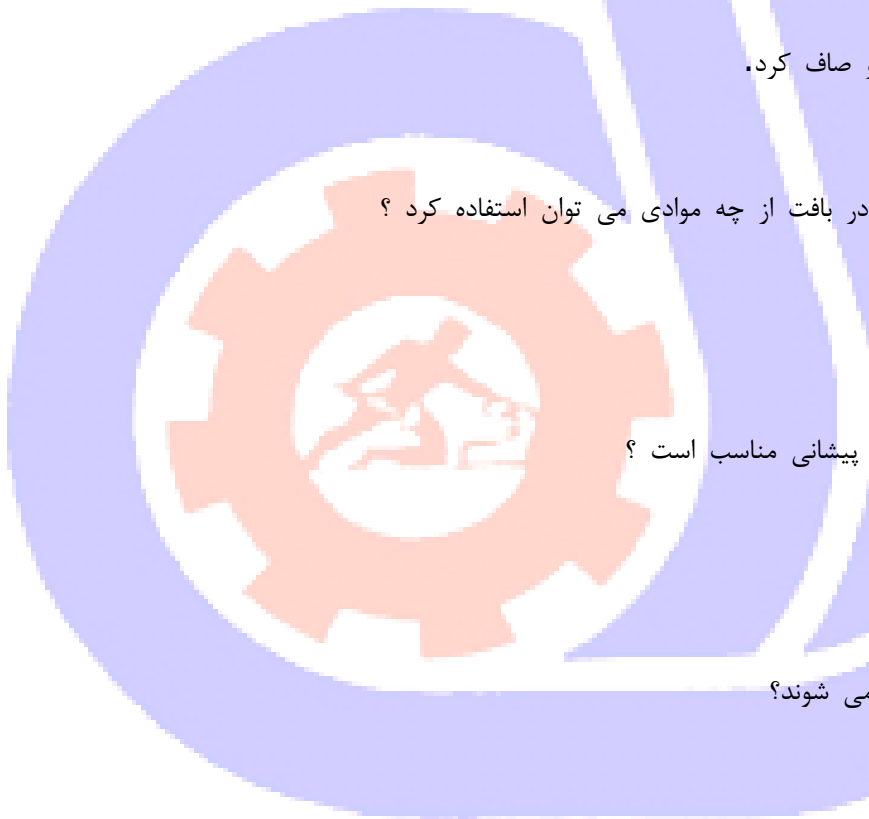 صاف کرد.
در بافت از چه موادی می توان استفاده کرد ؟
پیشانی مناسب است ؟
می شوند؟